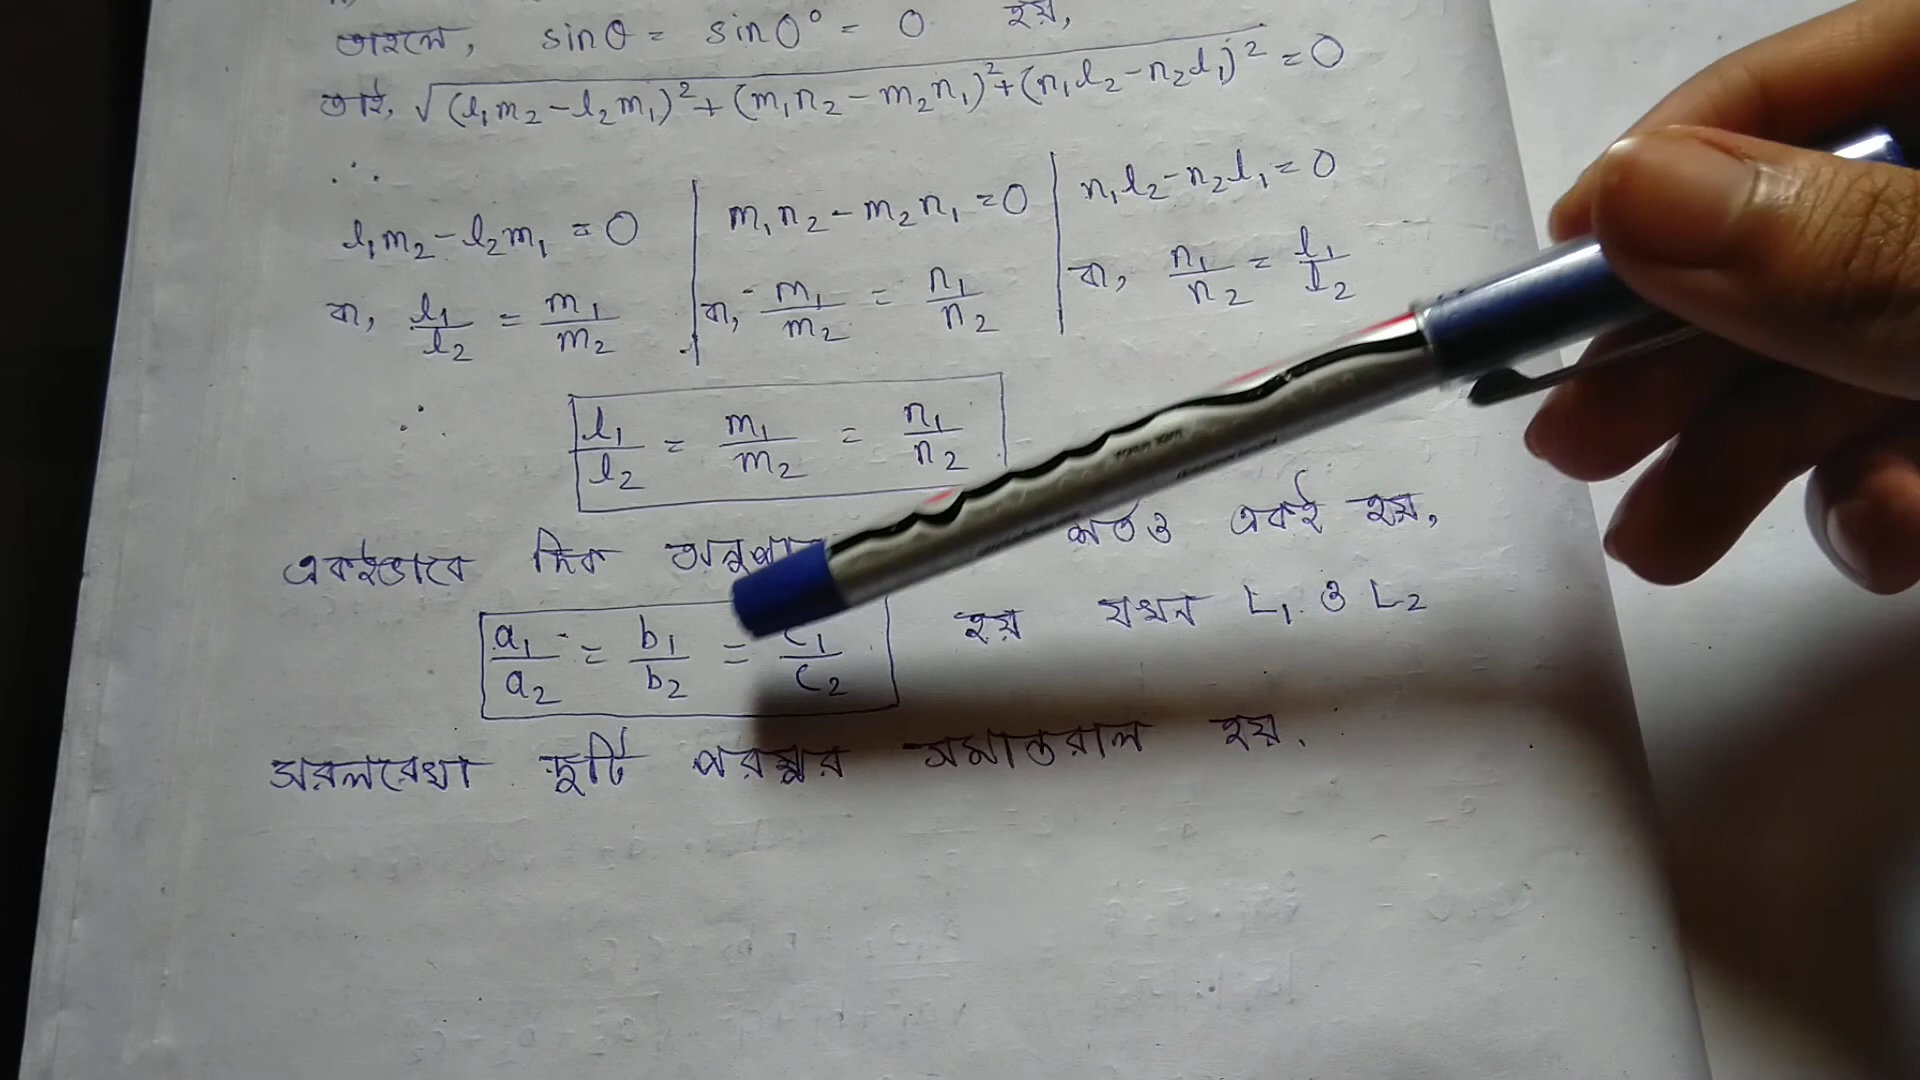 তাহলে, sinθ = sin0° = 0 হয়,
তাই, √(l₁m₂-l₂m₁)²+(m₁n₂-m₂n₁)²+(n₁l₂-n₂l₁)² = 0
∴
l₁m₂-l₂m₁ = 0 | m₁n₂-m₂n₁ = 0 | n₁l₂-n₂l₁ = 0
বা, l₁/l₂ = m₁/m₂ | বা, m₁/m₂ = n₁/n₂ | বা, n₁/n₂ = l₁/l₂
∴ l₁/l₂ = m₁/m₂ = n₁/n₂
একইভাবে দিক শর্তও একই হয়,
a₁/a₂ = b₁/b₂ = c₁/c₂ হয় যখন L₁ ও L₂
সরলরেখা দুটি পরস্পর সমান্তরাল হয়.